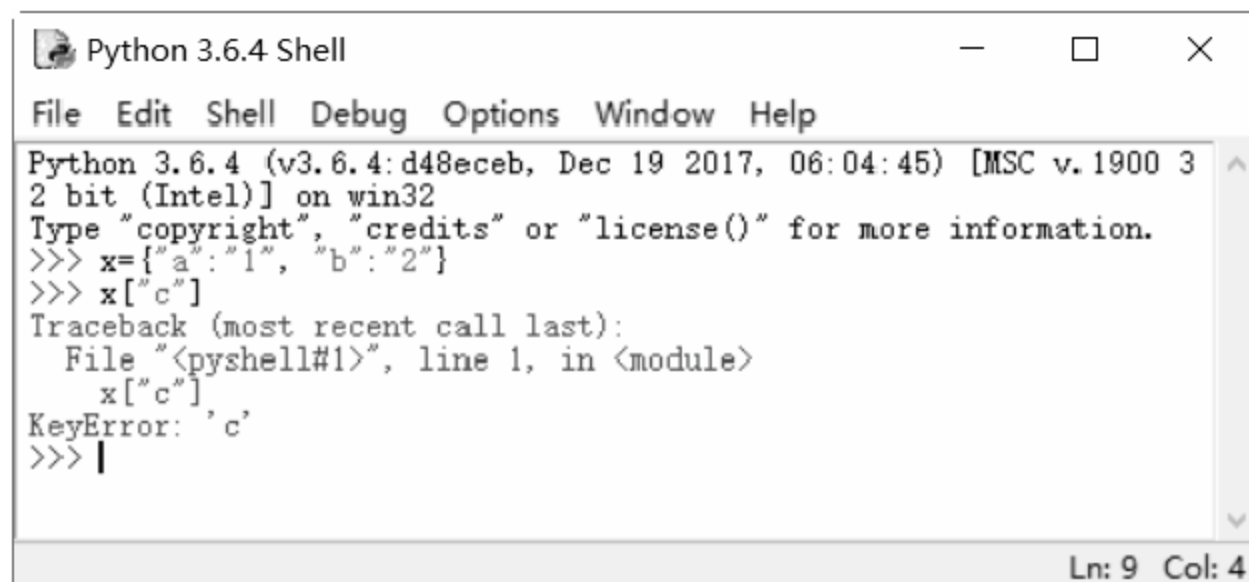 Python 3.6.4 Shell
File Edit Shell Debug Options Window Help
Python 3.6.4 (v3.6.4:d48eceb, Dec 19 2017, 06:04:45) [MSC v.1900 3
2 bit (Intel)] on win32
Type "copyright", "credits" or "license()" for more information.
>>> x={"a":"1", "b":"2"}
>>> x["c"]
Traceback (most recent call last):
  File "<pyshell#1>", line 1, in <module>
    x["c"]
KeyError: 'c'
>>>
Ln: 9 Col: 4